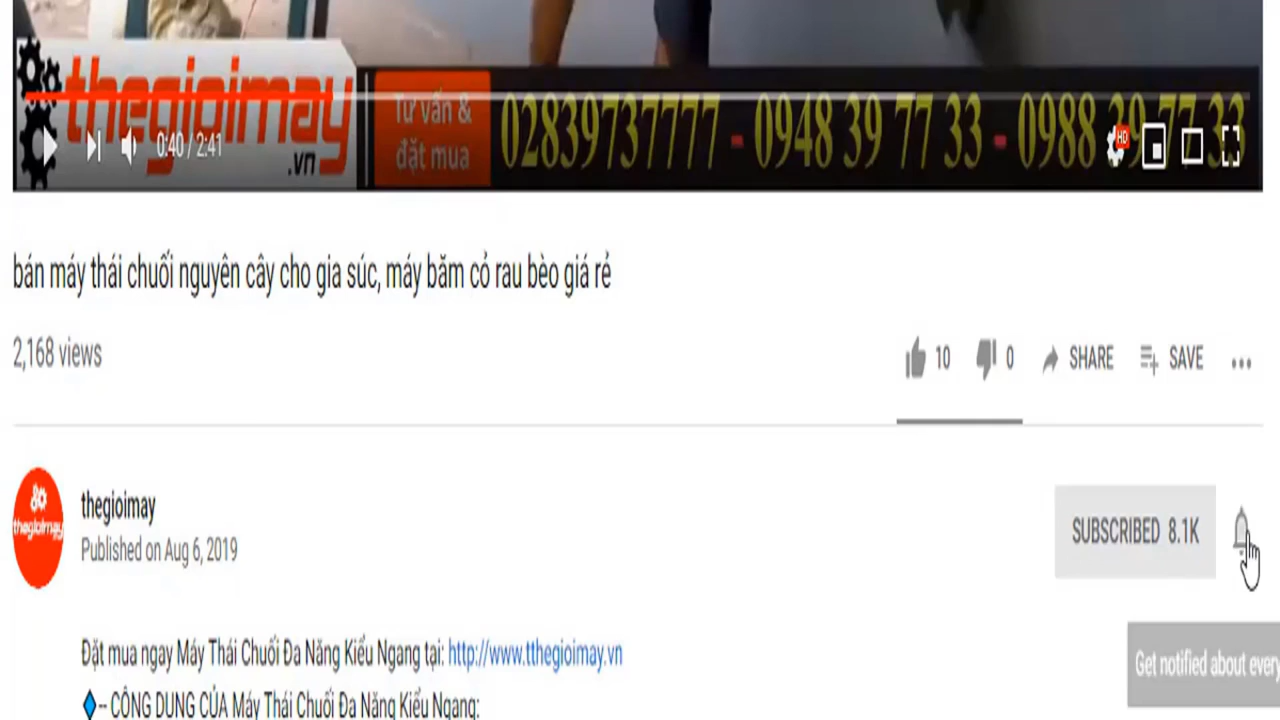 thegioimay
.vn
Tư vấn &
đặt mua
02839737777 - 0948 39 77 33 - 0988 39 77 33
HD
0:40 / 2:41
bán máy thái chuối nguyên cây cho gia súc, máy băm cỏ rau bèo giá rẻ
2,168 views
10 0 SHARE SAVE
thegioimay
thegioimay
Published on Aug 6, 2019
SUBSCRIBED 8.1K
Đặt mua ngay Máy Thái Chuối Đa Năng Kiểu Ngang tại: http://www.tthegioimay.vn
Get notified about every
-- CÔNG DỤNG CỦA Máy Thái Chuối Đa Năng Kiểu Ngang: